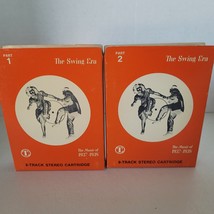 PART
1
The Swing Era
The Music of
1937-1938
8-TRACK STEREO CARTRIDGE
PART
2
The Swing Era
The Music of
1937-1938
8-TRACK STEREO CARTRIDGE